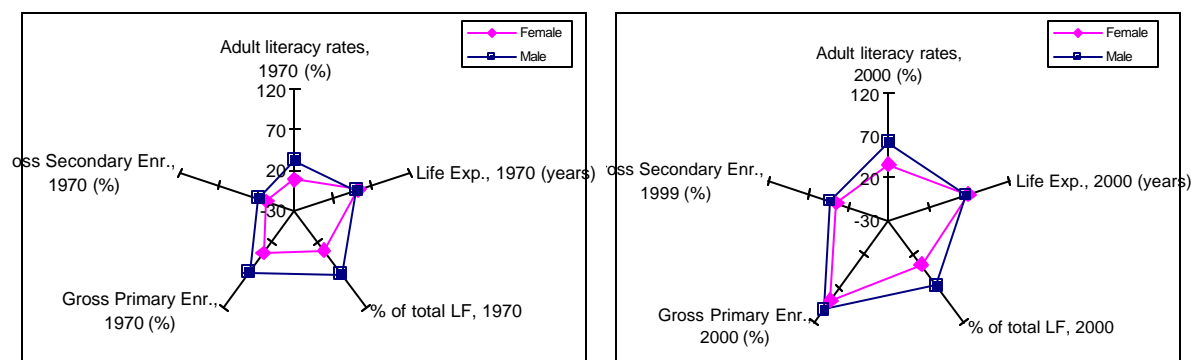 Female
Male
Adult literacy rates,
1970 (%)
120
70
20
-30
oss Secondary Enr.,
1970 (%)
Life Exp., 1970 (years)
Gross Primary Enr.,
1970 (%)
% of total LF, 1970
Female
Male
Adult literacy rates,
2000 (%)
120
70
20
-30
oss Secondary Enr.,
1999 (%)
Life Exp., 2000 (years)
Gross Primary Enr.,
2000 (%)
% of total LF, 2000